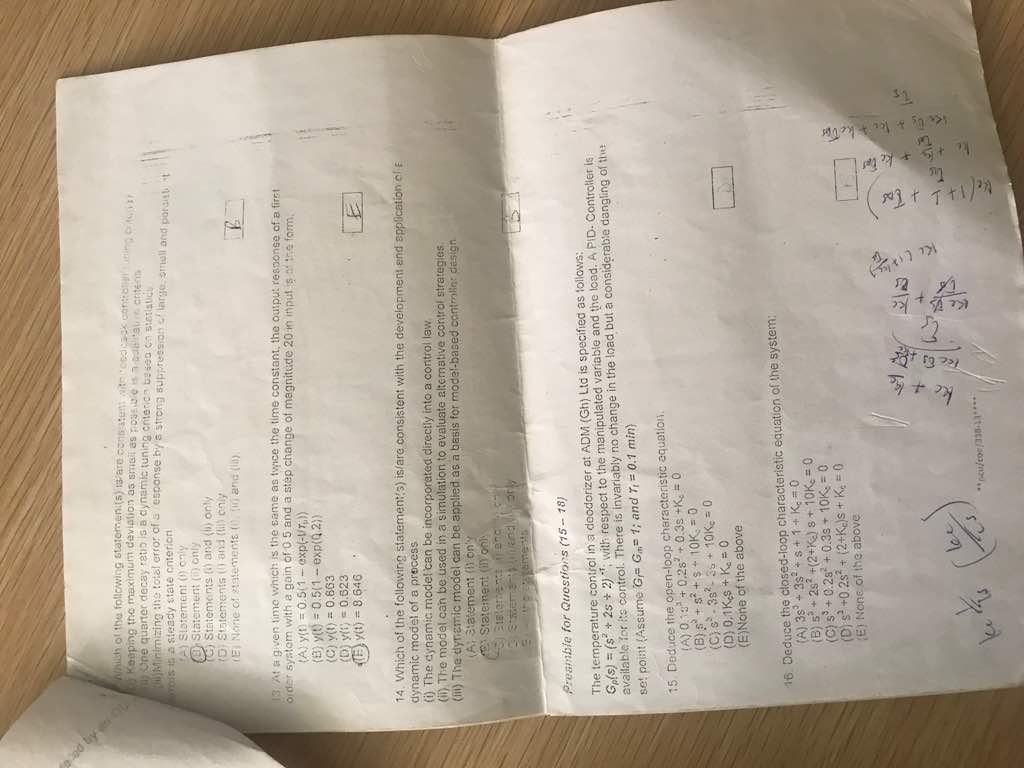 Which of the following statement(s) is/are consistent with feedback controller tuning criteria?
(i) Keeping the maximum deviation as small as possible is a qualitative criteria
(ii) One quarter decay ratio is a dynamic tuning criterion based on statistics
(iii) Minimizing the total error of a response by a strong suppression of large, small and persistent
errors is a steady state criterion
(A) Statement (i) only
(B) Statement (ii) only
(C) Statements (i) and (ii) only
(D) Statements (i) and (iii) only
(E) None of statements (i), (ii) and (iii).
B
13. At a given time which is the same as twice the time constant, the output response of a first
order system with a gain of 0.5 and a step change of magnitude 20 in input is of the form;
(A) y(t) = 0.5(1 – exp(-t/τₚ))
(B) y(t) = 0.5(1 – exp(0.2))
(C) y(t) = 0.863
(D) y(t) = 0.623
(E) y(t) = 8.646
E
14. Which of the following statement(s) is/are consistent with the development and application of a
dynamic model of a process
(i) The dynamic model can be incorporated directly into a control law.
(ii) The model can be used in a simulation to evaluate alternative control strategies.
(iii) The dynamic model can be applied as a basis for model-based controller design.
(A) Statement (i) only
(B) Statement (ii) only
(C) Statements (i) and only
Statements and only
the statements
Preamble for Questions (15 – 18)
The temperature control in a deodorizer at ADM (Gh) Ltd is specified as follows:
Gp(s) = (s² + 2s + 2)⁻¹; with respect to the manipulated variable and the load. A PID- Controller is
available for its control. There is invariably no change in the load but a considerable dangling of the
set point {Assume Gf= Gm= 1; and τI = 0.1 min}
15. Deduce the open-loop characteristic equation.
(A) 0.1s³ + 0.2s² + 0.3s +Kc = 0
(B) s³ + s² + s + 10Kc = 0
(C) s³ - 3s² - 3s + 10Kc = 0
(D) 0.1Kcs + Kc = 0
(E)None of the above
16. Deduce the closed-loop characteristic equation of the system:
(A) 3s³ + 3s² + s + 1 + Kc = 0
(B) s³ + 2s² +(2+Kc) s + 10Kc = 0
(C) s³ + 0.2s² + 0.3s + 10Kc = 0
(D) s³ +0.2s² + (2+Kc)s + Kc = 0
(E) None of the above